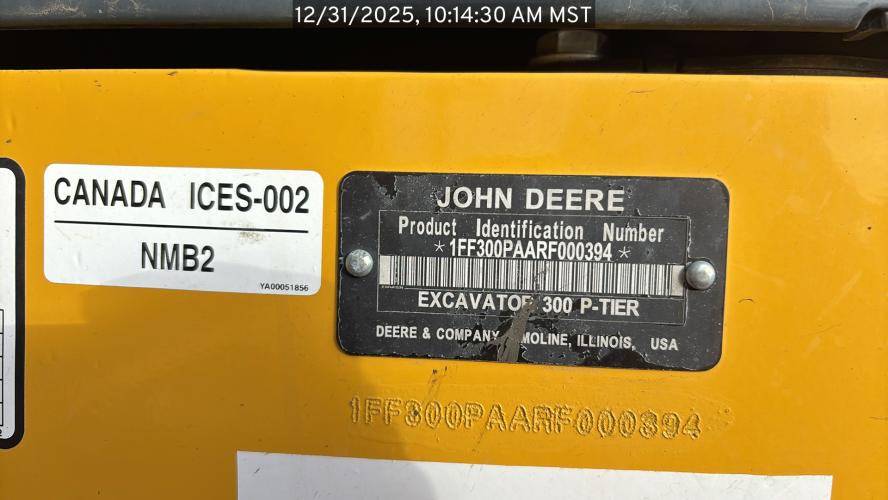 12/31/2025, 10:14:30 AM MST
CANADA ICES-002
NMB2
YA00051856
JOHN DEERE
Product Identification Number
*1FF300PAARF000394*
EXCAVATOR 300 P-TIER
DEERE & COMPANY MOLINE, ILLINOIS, USA
1FF300PAARF000394